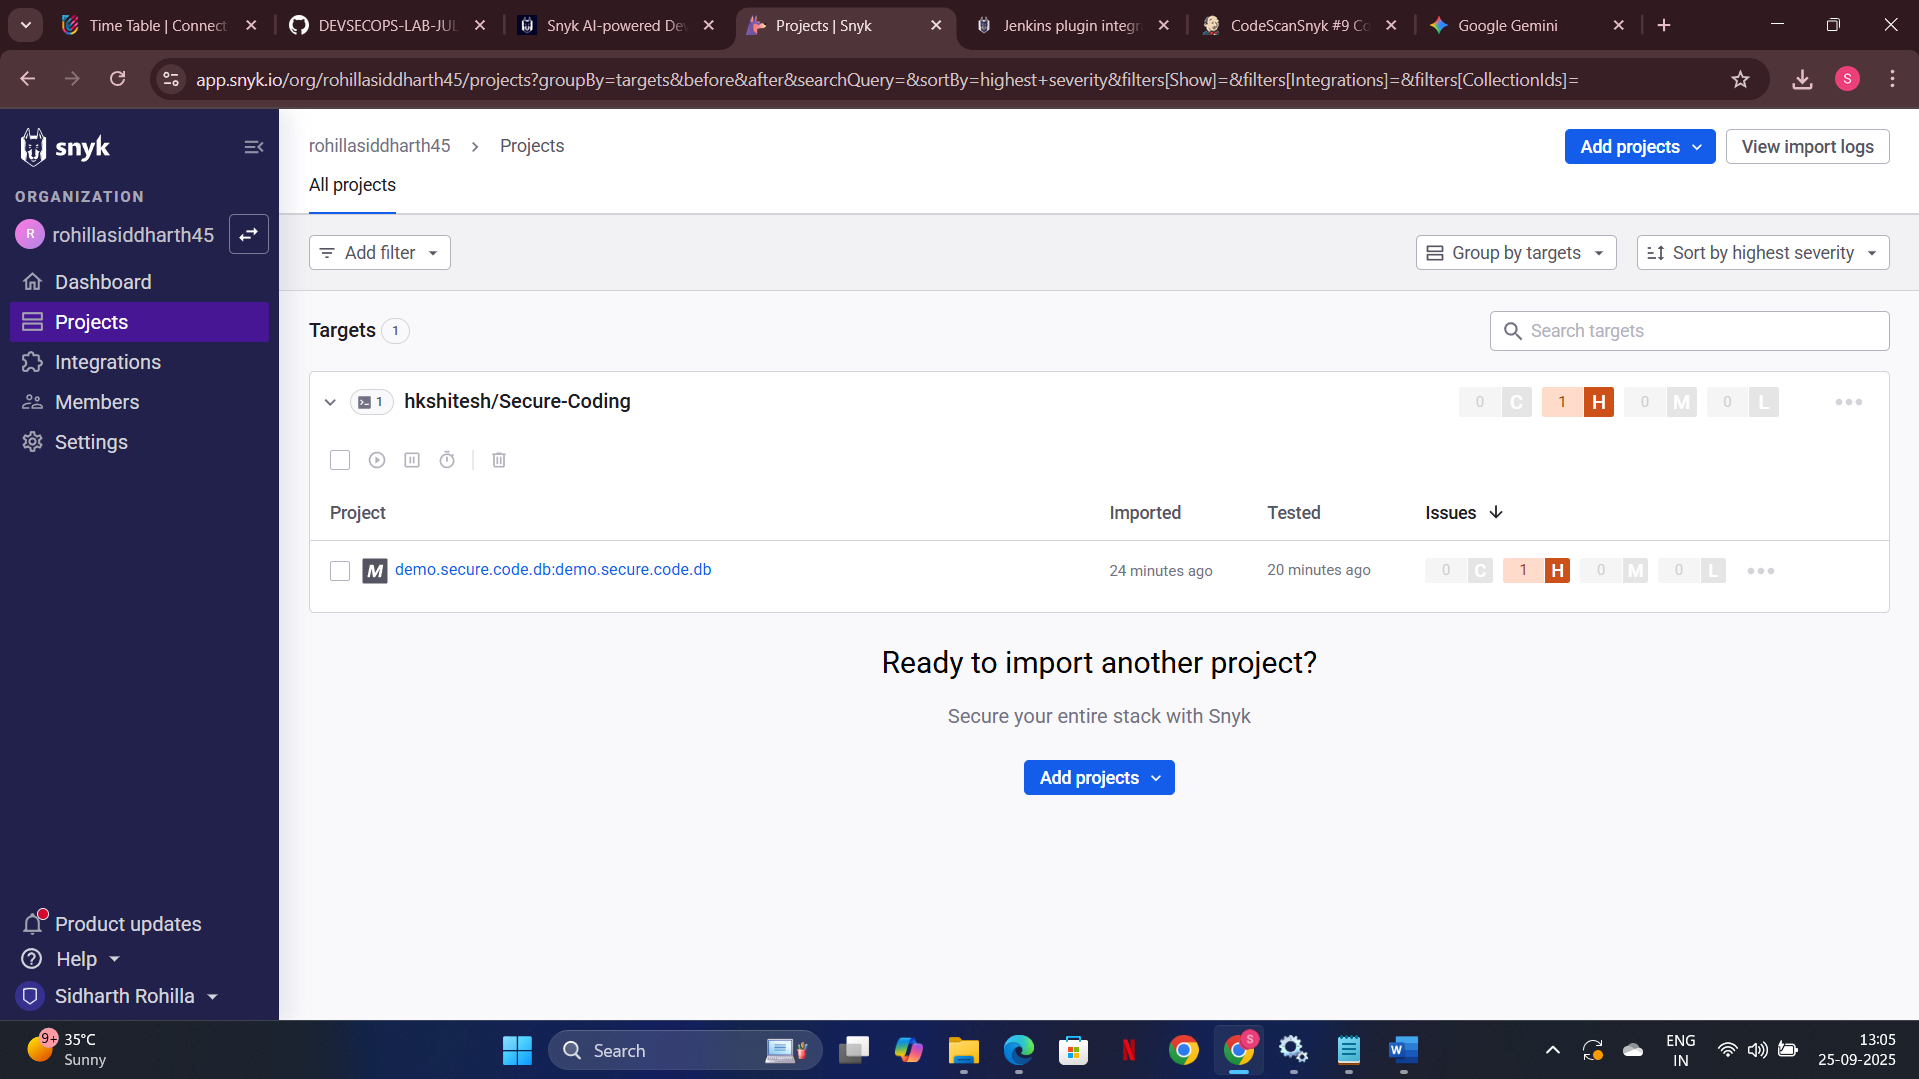 Time Table | Connect
DEVSECOPS-LAB-JUL
Snyk AI-powered Dev
Projects | Snyk
Jenkins plugin integr
CodeScanSnyk #9 Co
Google Gemini
app.snyk.io/org/rohillasiddharth45/projects?groupBy=targets&before&after&searchQuery=&sortBy=highest+severity&filters[Show]=&filters[Integrations]=&filters[CollectionIds]=
S
snyk
ORGANIZATION
R rohillasiddharth45
Dashboard
Projects
Integrations
Members
Settings
Product updates
Help
Sidharth Rohilla
rohillasiddharth45 > Projects
Add projects
View import logs
All projects
Add filter
Group by targets
Sort by highest severity
Targets 1
Search targets
1 hkshitesh/Secure-Coding
0 C 1 H 0 M 0 L
Project Imported Tested Issues
M demo.secure.code.db:demo.secure.code.db 24 minutes ago 20 minutes ago 0 C 1 H 0 M 0 L
Ready to import another project?
Secure your entire stack with Snyk
Add projects
9+ 35°C
Sunny
Search
S
ENG
IN
13:05
25-09-2025